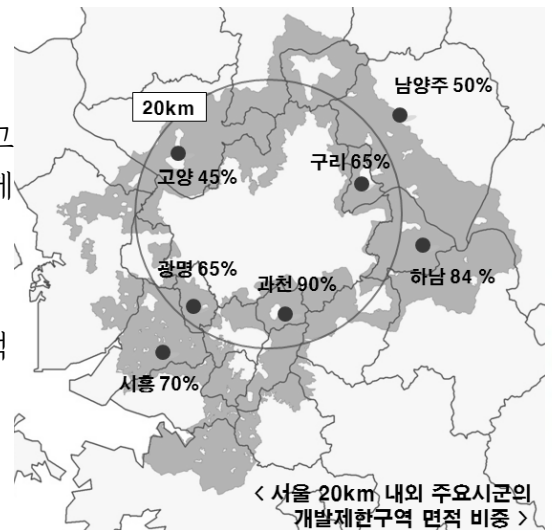 남양주 50%
20km
구리 65%
고양 45%
광명 65%
과천 90%
하남 84 %
시흥 70%
< 서울 20km 내외 주요시군의
개발제한구역 면적 비중 >